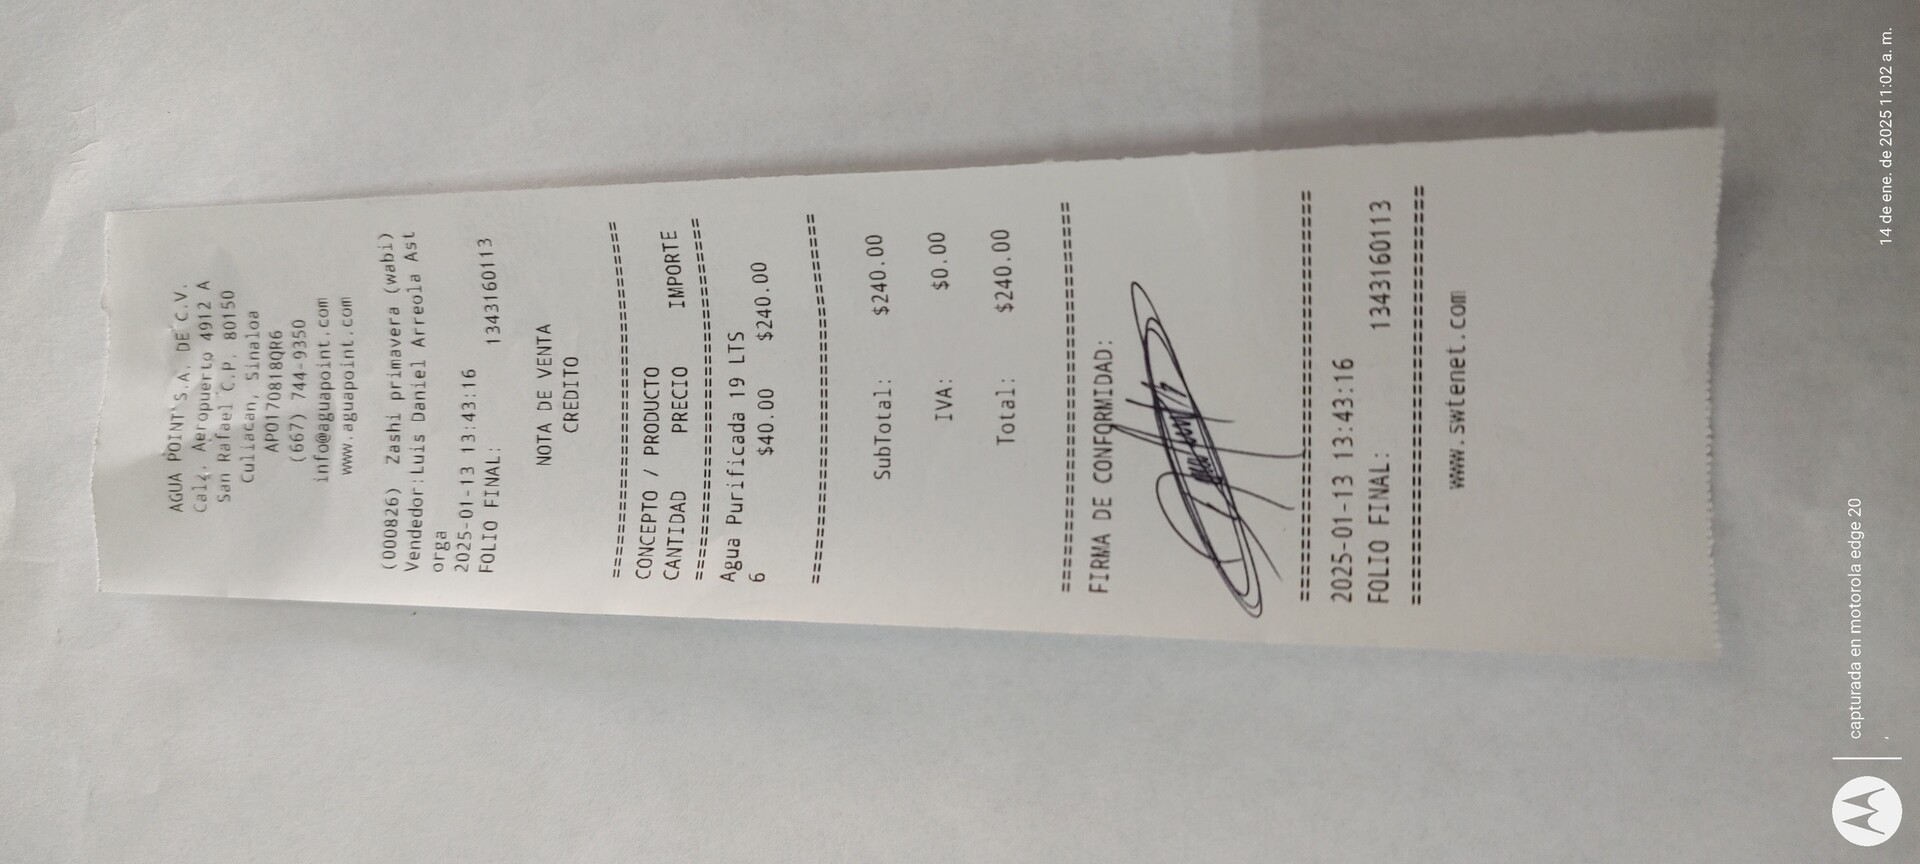 AGUA POINT S.A. DE C.V.
Calz. Aeropuerto 4912 A
San Rafael C.P. 80150
Culiacan, Sinaloa
APO170818QR6
(667) 744-9350
info@aguapoint.com
www.aguapoint.com
(000826) Zashi primavera (wabi)
Vendedor:Luis Daniel Arreola Ast
orga
2025-01-13 13:43:16
FOLIO FINAL: 1343160113
NOTA DE VENTA
CREDITO
================================
CONCEPTO / PRODUCTO
CANTIDAD PRECIO IMPORTE
================================
Agua Purificada 19 LTS
6 $40.00 $240.00
================================
SubTotal: $240.00
IVA: $0.00
Total: $240.00
================================
FIRMA DE CONFORMIDAD:
================================
2025-01-13 13:43:16
FOLIO FINAL: 1343160113
================================
www.swtenet.com
capturada en motorola edge 20
14 de ene. de 2025 11:02 a. m.